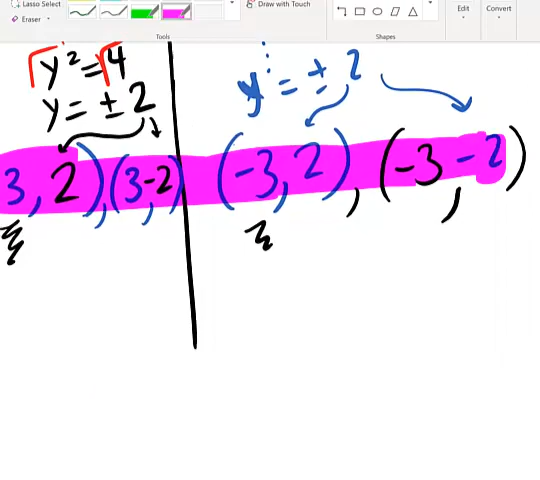 Lasso Select
Eraser
Draw with Touch
Edit
Convert
Tools
Shapes
√y² = √4
y = ± 2
(3, 2), (3, -2)
y = ± 2
(-3, 2), (-3, -2)